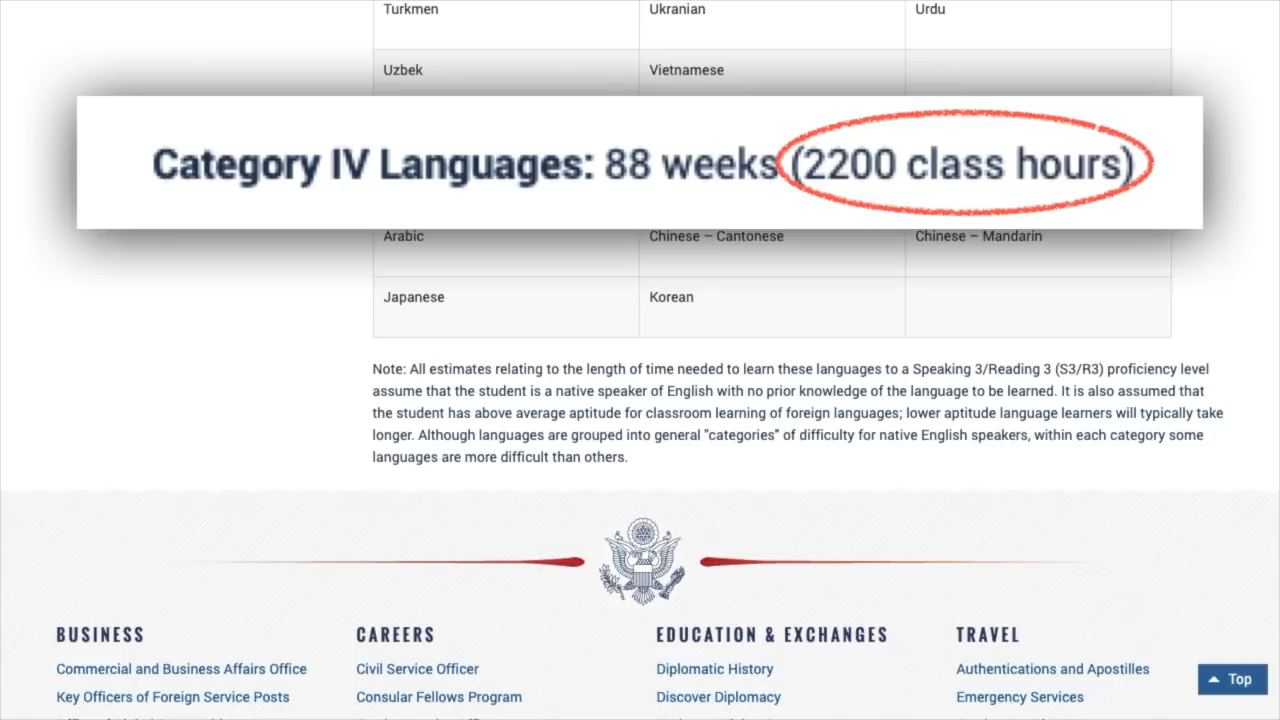 Turkmen Ukranian Urdu
Uzbek Vietnamese
Category IV Languages: 88 weeks (2200 class hours)
Arabic Chinese – Cantonese Chinese – Mandarin
Japanese Korean
Note: All estimates relating to the length of time needed to learn these languages to a Speaking 3/Reading 3 (S3/R3) proficiency level
assume that the student is a native speaker of English with no prior knowledge of the language to be learned. It is also assumed that
the student has above average aptitude for classroom learning of foreign languages; lower aptitude language learners will typically take
longer. Although languages are grouped into general "categories" of difficulty for native English speakers, within each category some
languages are more difficult than others.
BUSINESS CAREERS EDUCATION & EXCHANGES TRAVEL
Commercial and Business Affairs Office Civil Service Officer Diplomatic History Authentications and Apostilles
Key Officers of Foreign Service Posts Consular Fellows Program Discover Diplomacy Emergency Services
Top